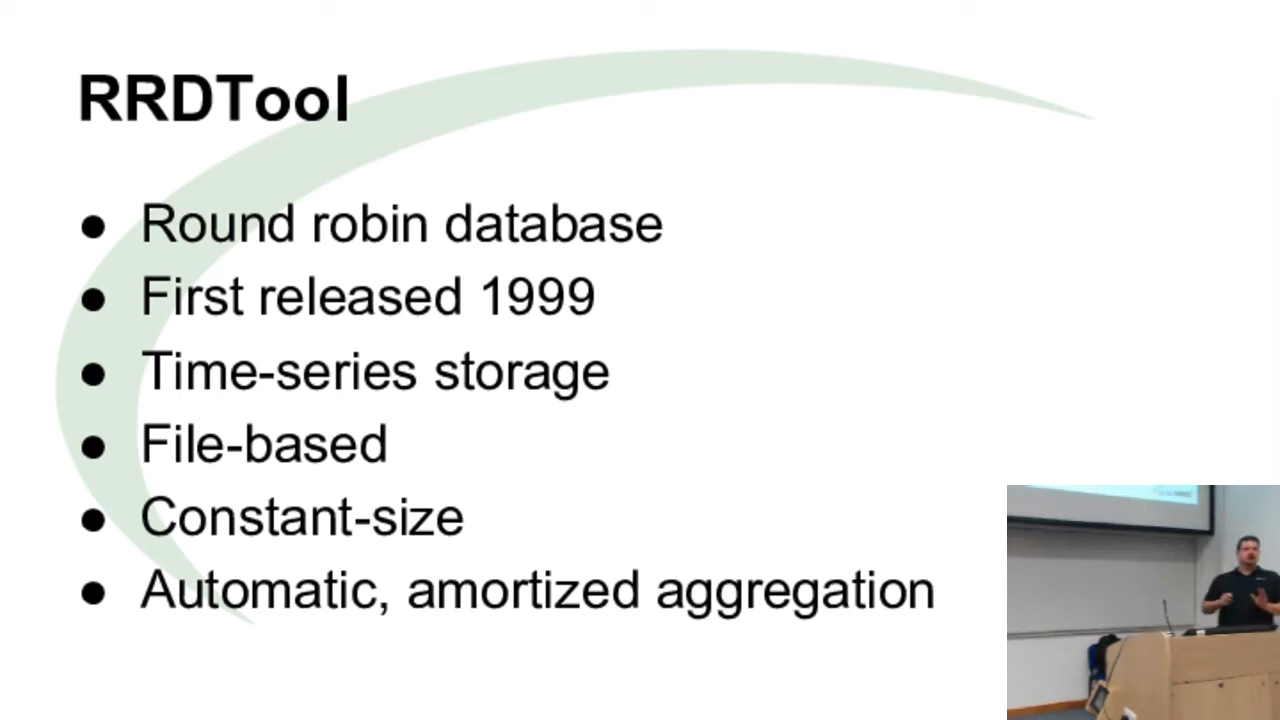 RRDTool
● Round robin database
● First released 1999
● Time-series storage
● File-based
● Constant-size
● Automatic, amortized aggregation